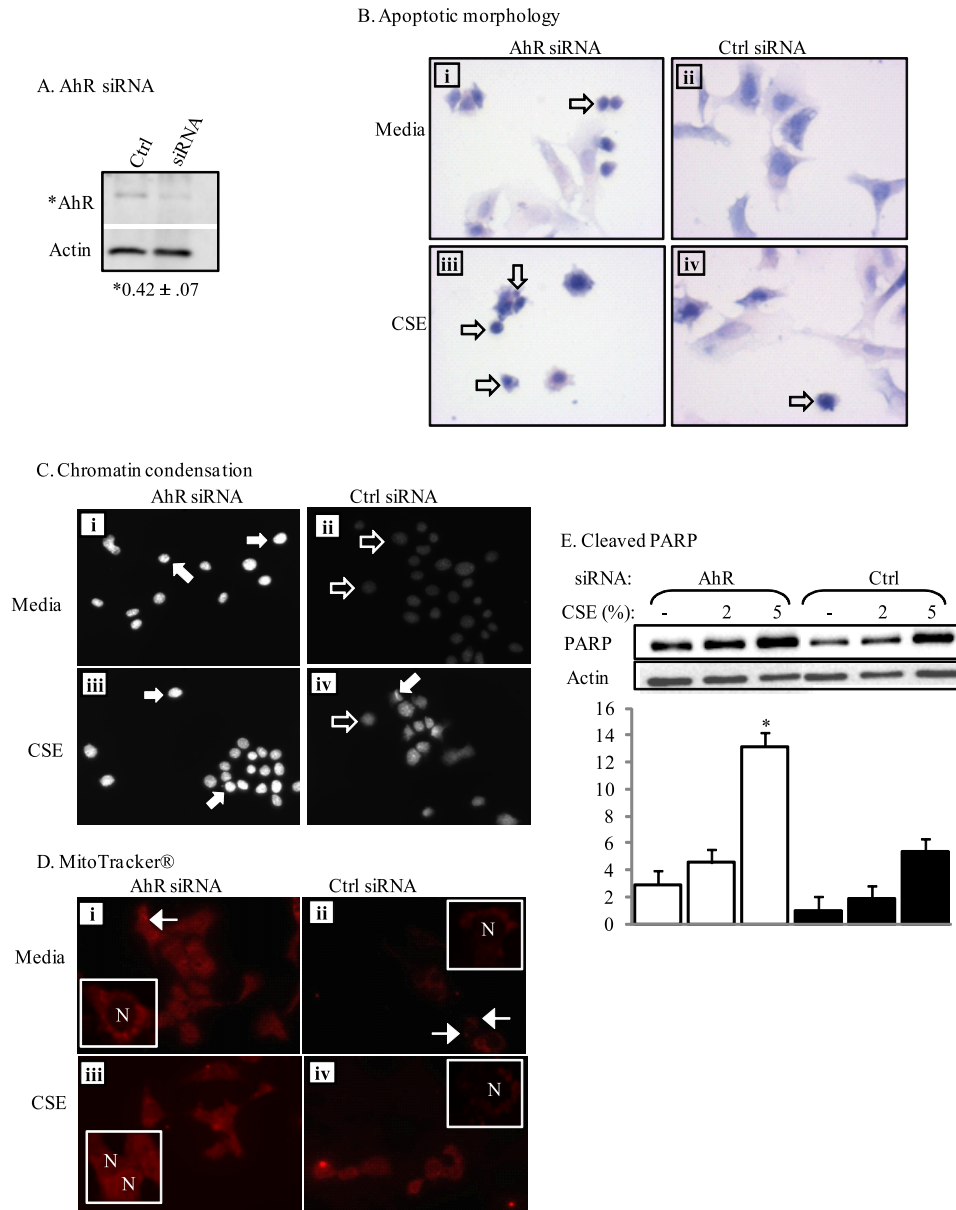 A. AhR siRNA
Ctrl
siRNA
*AhR
Actin
*0.42 ± .07
B. Apoptotic morphology
AhR siRNA
Ctrl siRNA
Media
i
ii
CSE
iii
iv
C. Chromatin condensation
AhR siRNA
Ctrl siRNA
Media
i
ii
CSE
iii
iv
D. MitoTracker®
AhR siRNA
Ctrl siRNA
Media
i
N
ii
N
CSE
iii
N
N
iv
N
E. Cleaved PARP
siRNA: AhR Ctrl
CSE (%): - 2 5 - 2 5
PARP
Actin
16
14
12
10
8
6
4
2
0
*